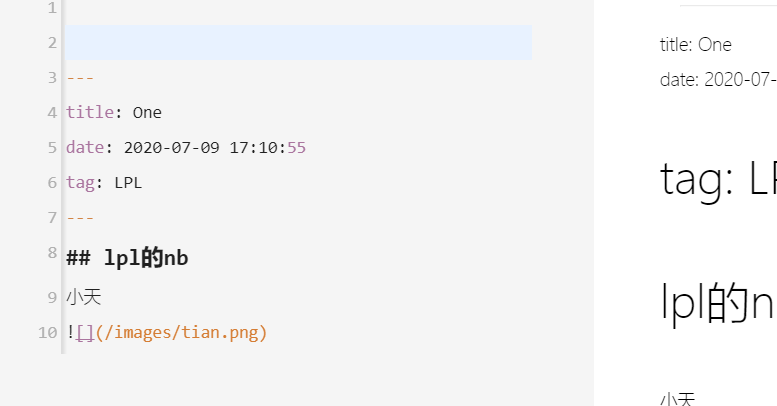 1
2
3 ---
4 title: One
5 date: 2020-07-09 17:10:55
6 tag: LPL
7 ---
8 ## lpl的nb
9 小天
10 ![](/images/tian.png)
title: One
date: 2020-07-
tag: LP
lpl的n
小天